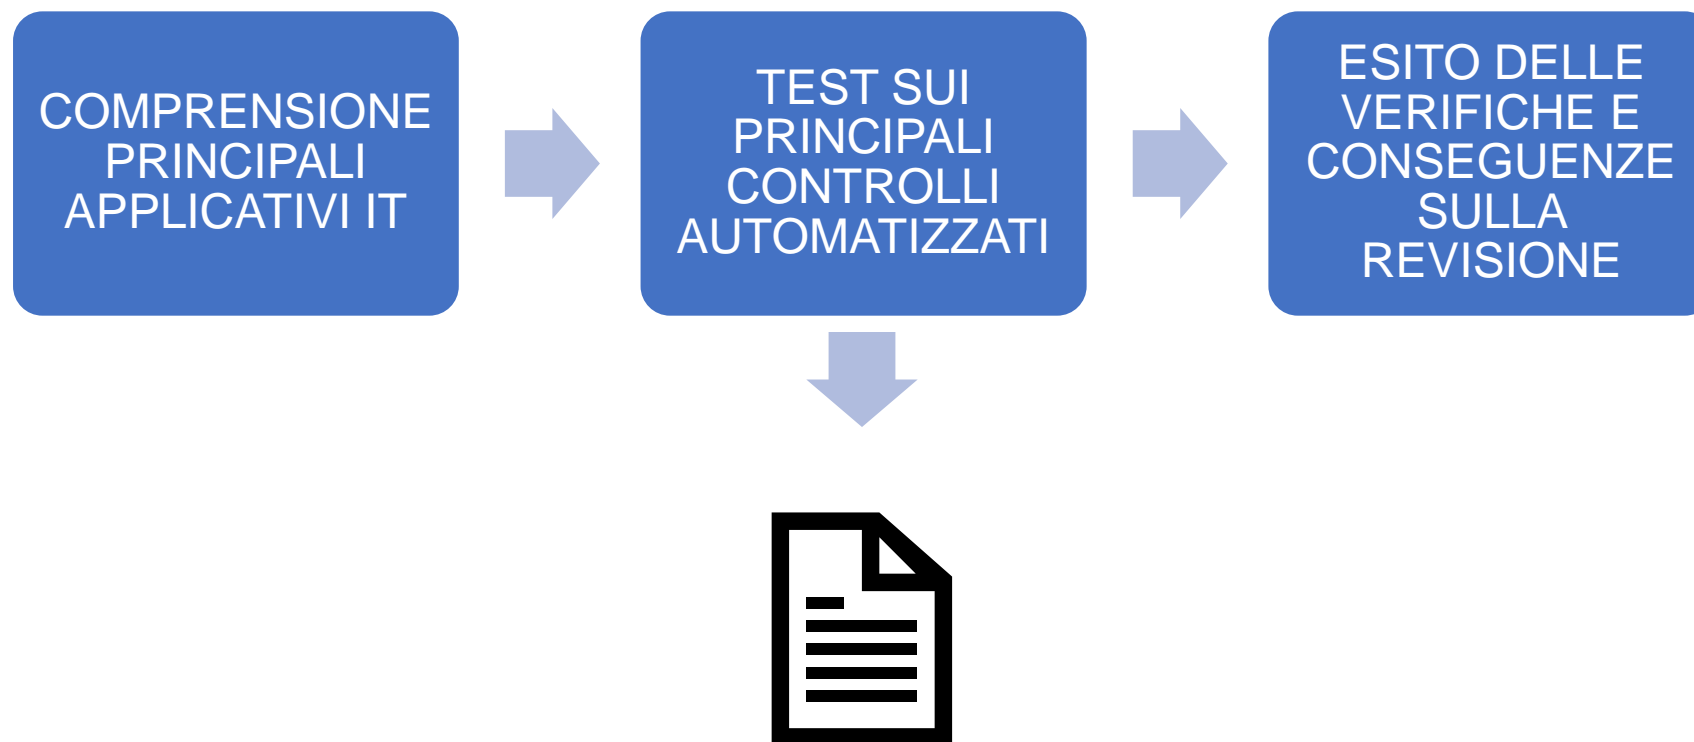 COMPRENSIONE
PRINCIPALI
APPLICATIVI IT
TEST SUI
PRINCIPALI
CONTROLLI
AUTOMATIZZATI
ESITO DELLE
VERIFICHE E
CONSEGUENZE
SULLA
REVISIONE